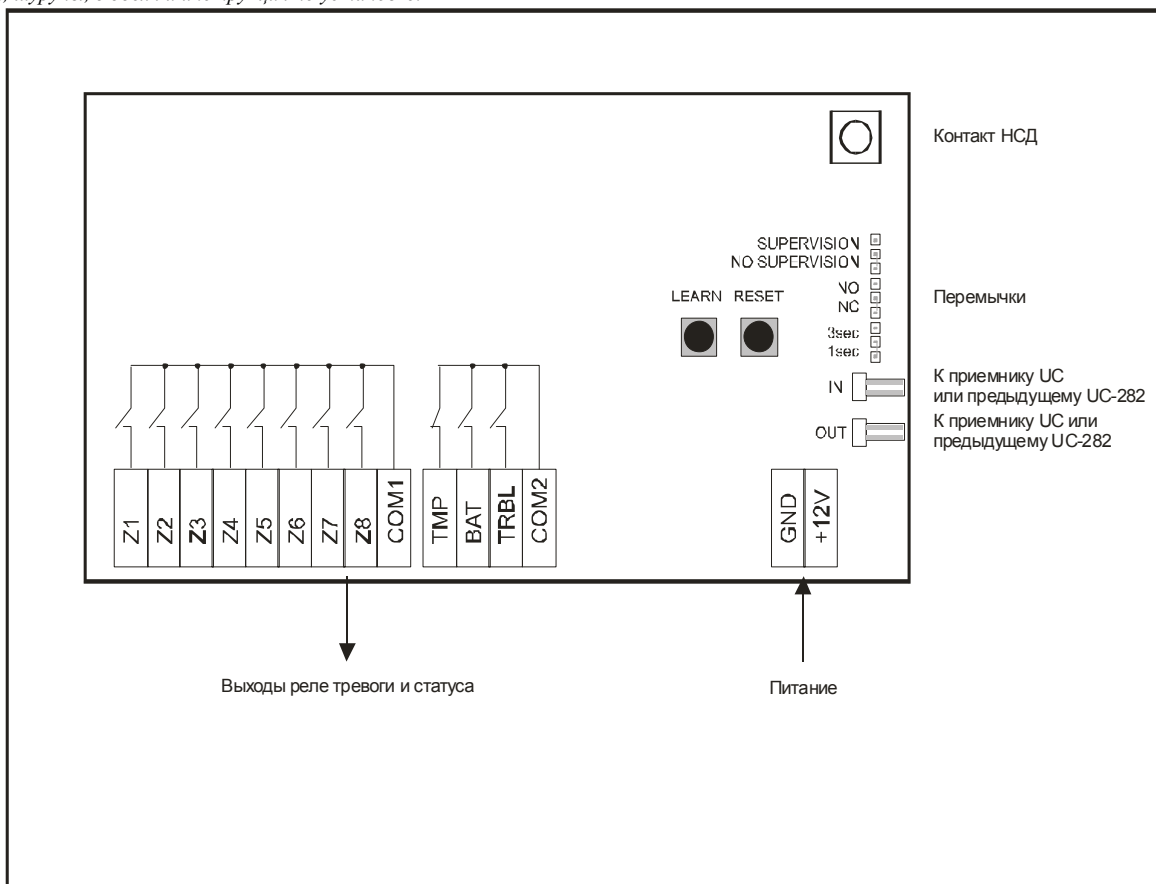 Контакт НСД
SUPERVISION
NO SUPERVISION
NO
NC
3sec
1sec
Перемычки
LEARN RESET
IN
К приемнику UC
или предыдущему UC-282
OUT
К приемнику UC или
предыдущему UC-282
Z1
Z2
Z3
Z4
Z5
Z6
Z7
Z8
COM1
TMP
BAT
TRBL
COM2
GND
+12V
Выходы реле тревоги и статуса
Питание